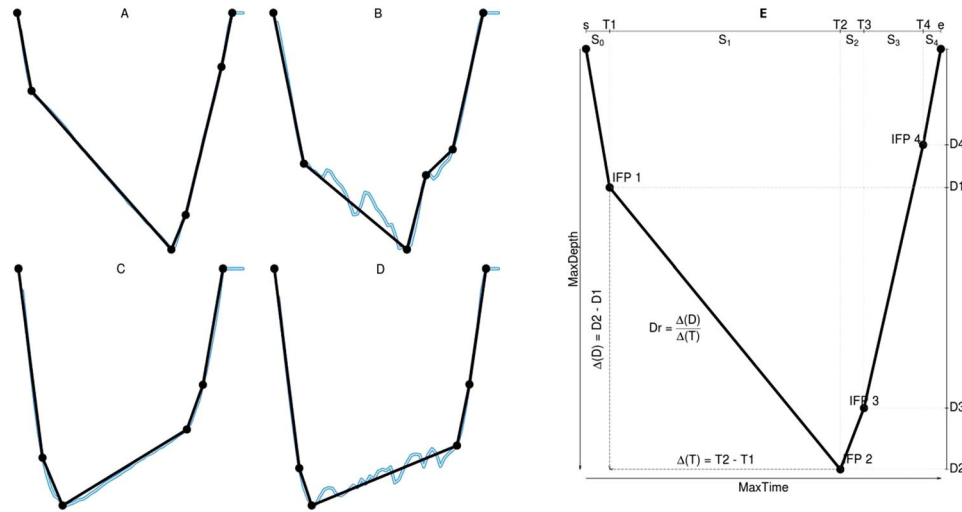 A
B
E
s T1 T2 T3 T4 e
S0 S1 S2 S3 S4
IFP 4
D4
IFP 1
D1
MaxDepth
Δ(D) = D2 - D1
Dr = Δ(D)
Δ(T)
C
D
IFP 3
D3
Δ(T) = T2 - T1
IFP 2
D2
MaxTime